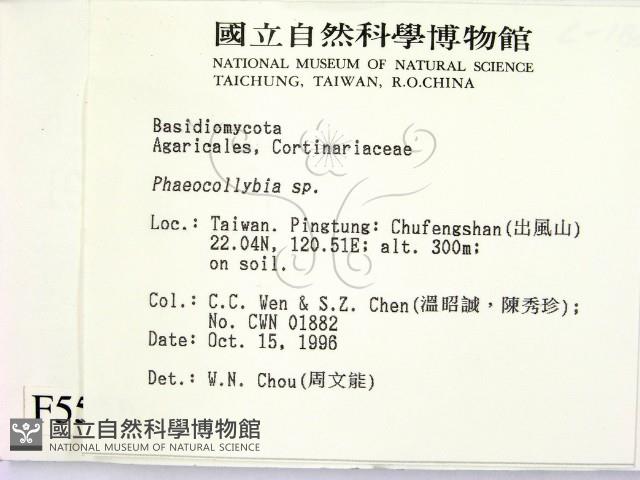 國立自然科學博物館
NATIONAL MUSEUM OF NATURAL SCIENCE
TAICHUNG, TAIWAN, R.O.CHINA
Basidiomycota
Agaricales, Cortinariaceae
Phaeocollybia sp.
Loc.: Taiwan. Pingtung: Chufengshan(出風山)
22.04N, 120.51E; alt. 300m;
on soil.
Col.: C.C. Wen & S.Z. Chen(溫昭誠，陳秀珍);
No. CWN 01882
Date: Oct. 15, 1996
Det.: W.N. Chou(周文能)
F55
國立自然科學博物館
NATIONAL MUSEUM OF NATURAL SCIENCE